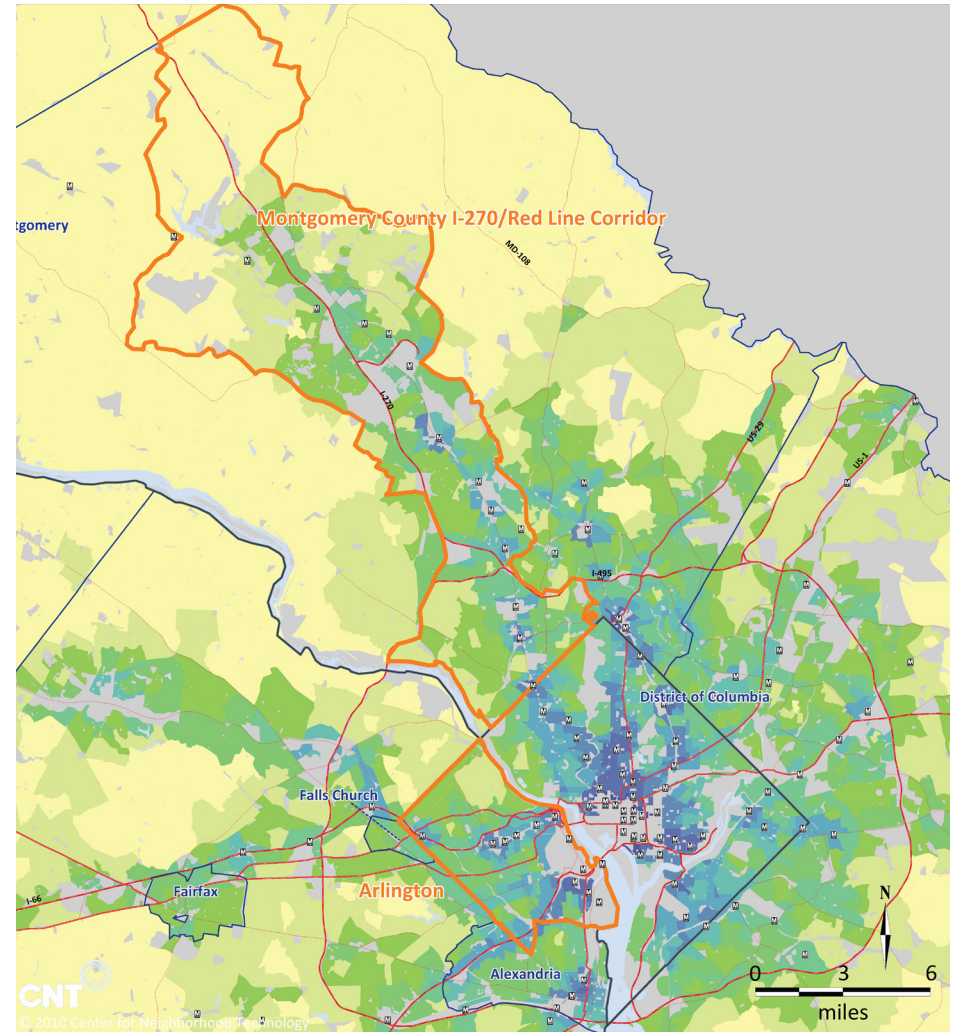 Montgomery County I-270/Red Line Corridor
tgomery
MD-108
I-270
US-29
US-1
I-495
District of Columbia
Falls Church
Arlington
Fairfax
I-66
Alexandria
N
0 3 6
miles
CNT
© 2010 Center for Neighborhood Technology